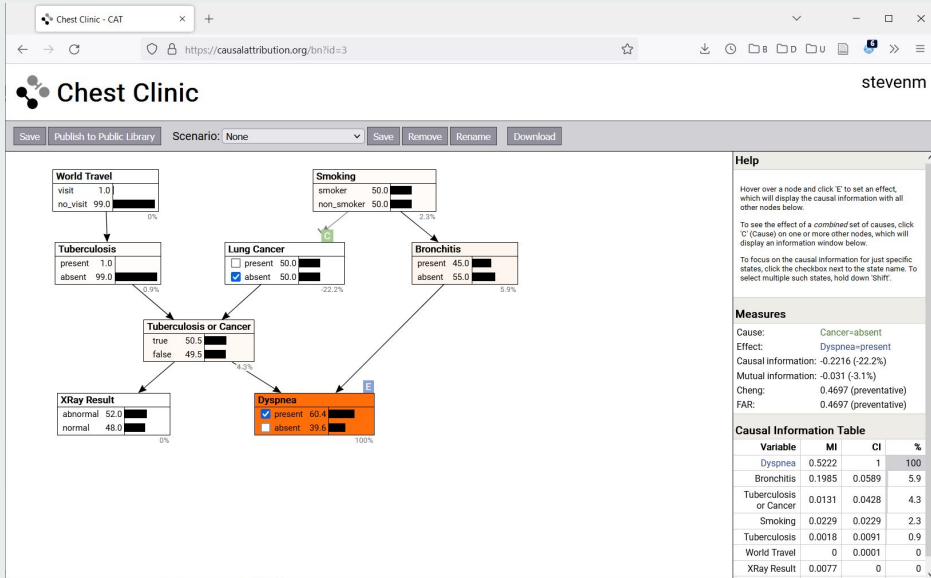 Chest Clinic - CAT
https://causalattribution.org/bn?id=3
B D U 6
Chest Clinic
stevenm
Save Publish to Public Library Scenario: None Save Remove Rename Download
World Travel
visit 1.0
no_visit 99.0
0%
Smoking
smoker 50.0
non_smoker 50.0
2.3%
C
Tuberculosis
present 1.0
absent 99.0
0.9%
Lung Cancer
present 50.0
absent 50.0
-22.2%
Bronchitis
present 45.0
absent 55.0
5.9%
Tuberculosis or Cancer
true 50.5
false 49.5
4.3%
E
XRay Result
abnormal 52.0
normal 48.0
0%
Dyspnea
present 60.4
absent 39.6
100%
Help
Hover over a node and click 'E' to set an effect,
which will display the causal information with all
other nodes below.
To see the effect of a combined set of causes, click
'C' (Cause) on one or more other nodes, which will
display an information window below.
To focus on the causal information for just specific
states, click the checkbox next to the state name. To
select multiple such states, hold down 'Shift'.
Measures
Cause: Cancer=absent
Effect: Dyspnea=present
Causal information: -0.2216 (-22.2%)
Mutual information: -0.031 (-3.1%)
Cheng: 0.4697 (preventative)
FAR: 0.4697 (preventative)
Causal Information Table
Variable MI CI %
Dyspnea 0.5222 1 100
Bronchitis 0.1985 0.0589 5.9
Tuberculosis
or Cancer 0.0131 0.0428 4.3
Smoking 0.0229 0.0229 2.3
Tuberculosis 0.0018 0.0091 0.9
World Travel 0 0.0001 0
XRay Result 0.0077 0 0